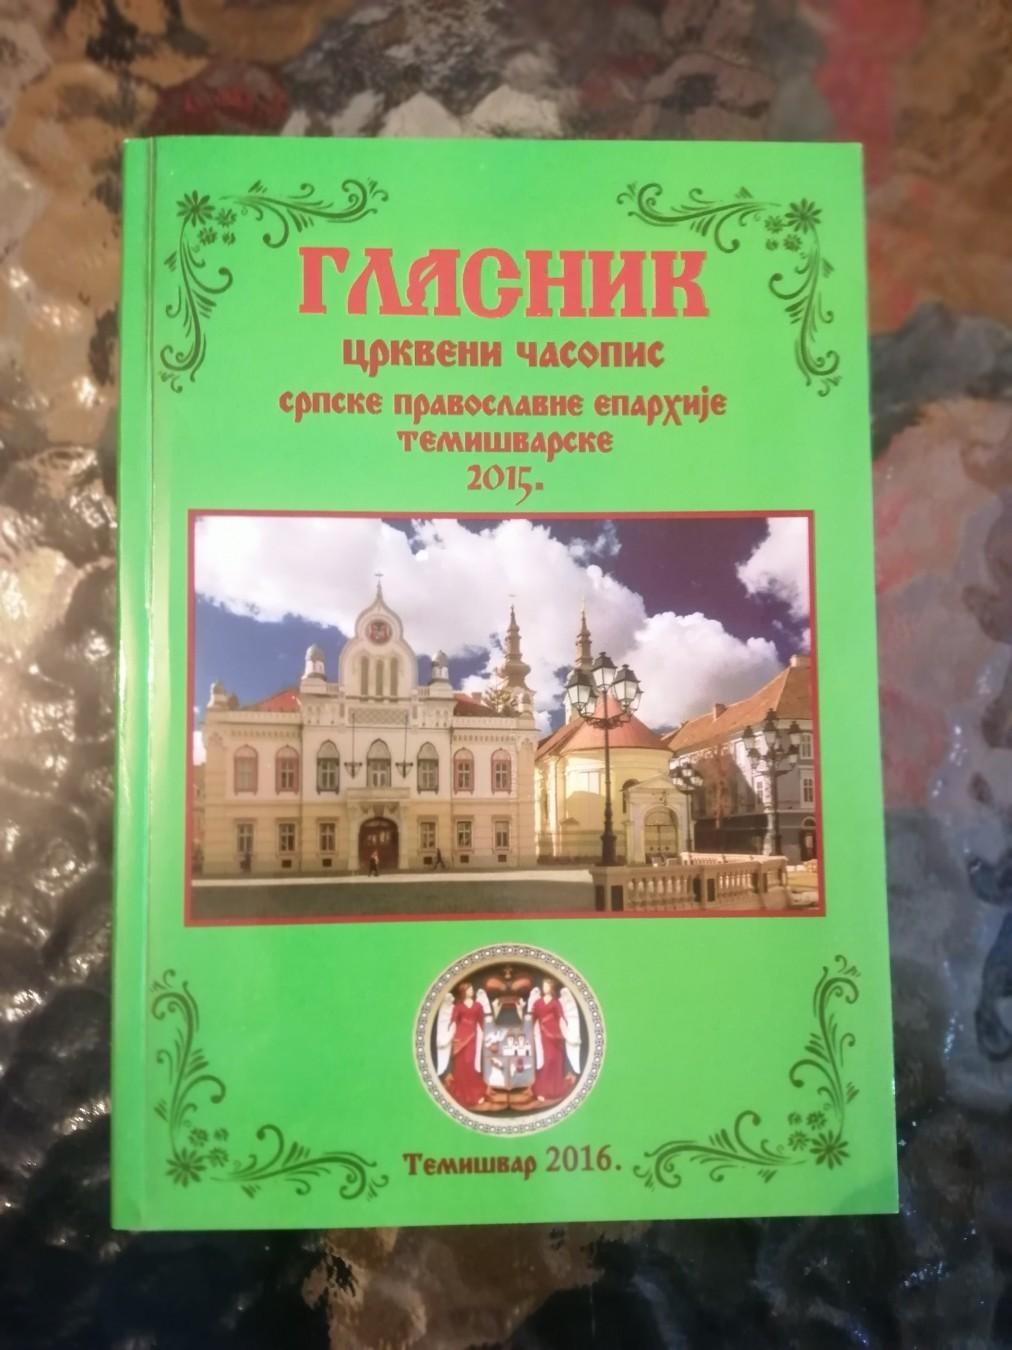 ГЛАСНИК
ЦРКВЕНИ ЧАСОПИС
СРПСКЕ ПРАВОСЛАВНЕ ЕПАРХИЈЕ
ТЕМИШВАРСКЕ
2015.
ТЕМИШВАР 2016.